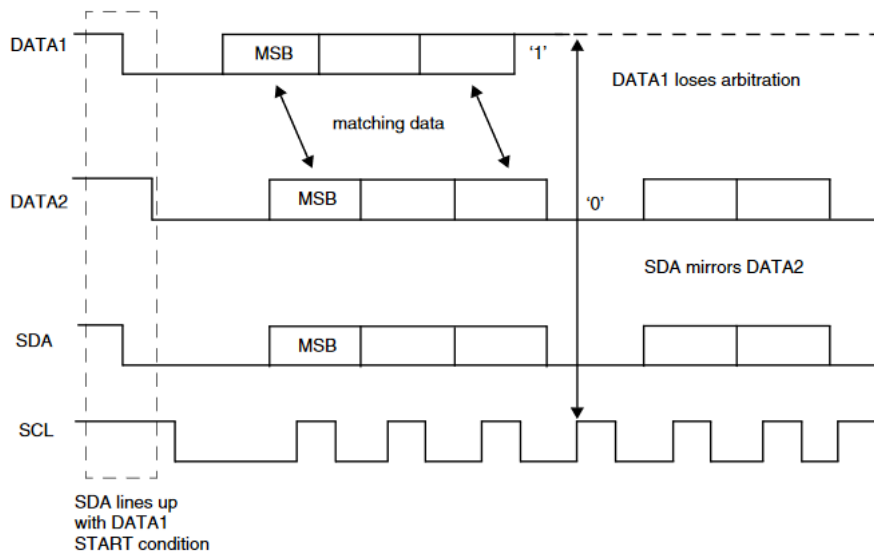 DATA1
MSB
‘1’
DATA1 loses arbitration
matching data
DATA2
MSB
‘0’
SDA mirrors DATA2
SDA
MSB
SCL
SDA lines up
with DATA1
START condition